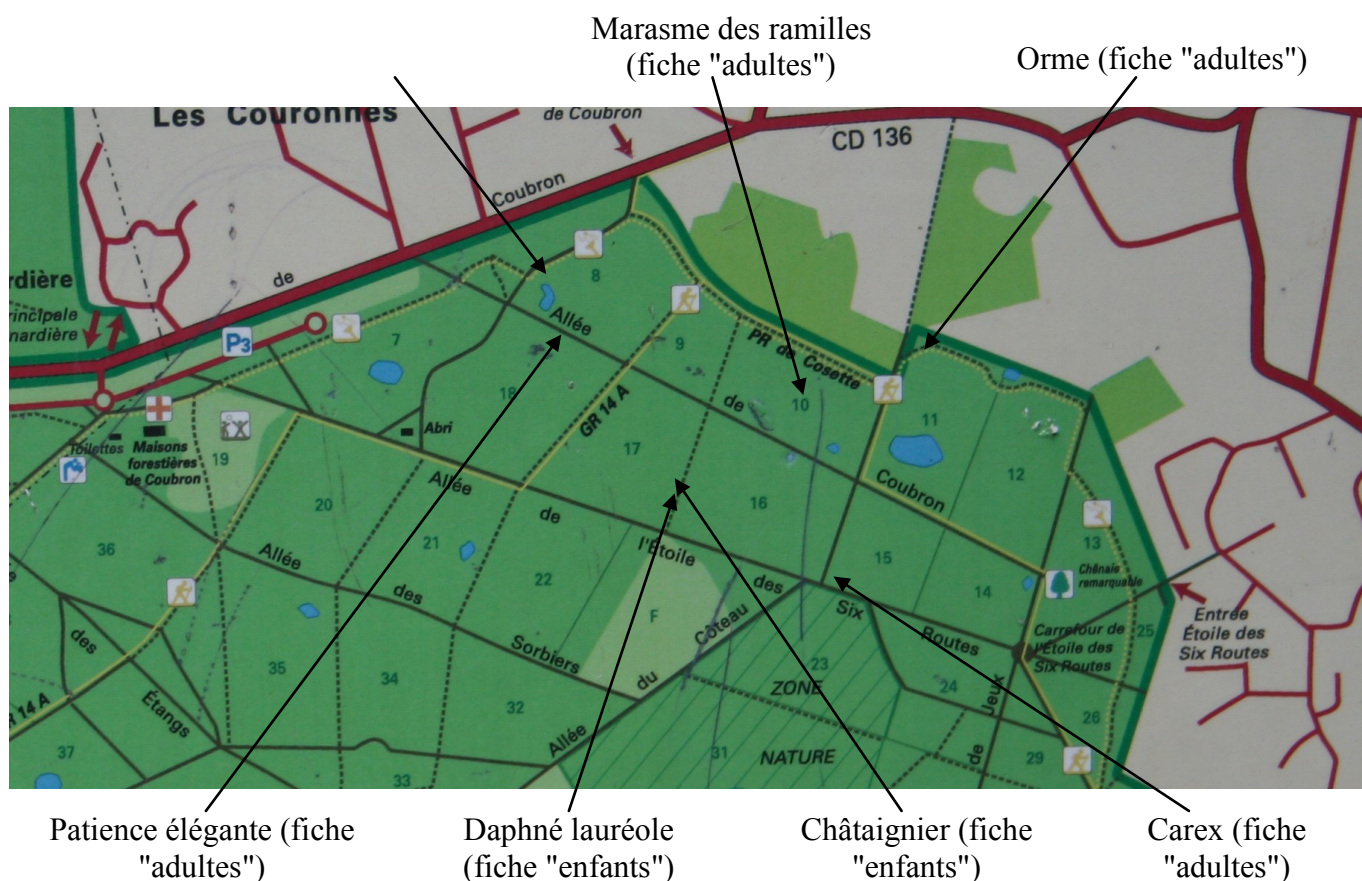 Marasme des ramilles
(fiche "adultes")
Orme (fiche "adultes")
Les Couronnes
de Coubron
CD 136
Coubron
de
rdière
rincipale
nardière
P3
7
8
9
10
11
12
13
14
15
16
17
18
19
20
21
22
23
24
25
26
29
31
32
33
34
35
36
37
F
Allée
de
Coubron
PR de Cosette
GR 14 A
Abri
Toilettes
Maisons
forestières
de Coubron
Allée
de
l'Étoile
des
Six
Routes
Allée
des
Sorbiers
Allée
du
Côteau
des
Étangs
R 14 A
ZONE
NATURE
de
Jeux
Chênaie
remarquable
Carrefour de
l'Étoile des
Six Routes
Entrée
Étoile des
Six Routes
Patience élégante (fiche
"adultes")
Daphné lauréole
(fiche "enfants")
Châtaignier (fiche
"enfants")
Carex (fiche
"adultes")